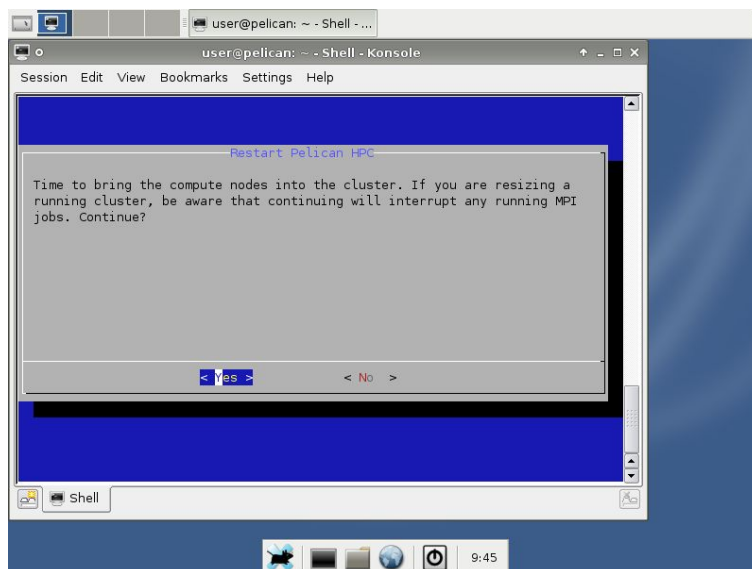 user@pelican: ~ - Shell - ...
user@pelican: ~ - Shell - Konsole
Session Edit View Bookmarks Settings Help
Restart Pelican HPC
Time to bring the compute nodes into the cluster. If you are resizing a
running cluster, be aware that continuing will interrupt any running MPI
jobs. Continue?
< Yes > < No >
Shell
9:45